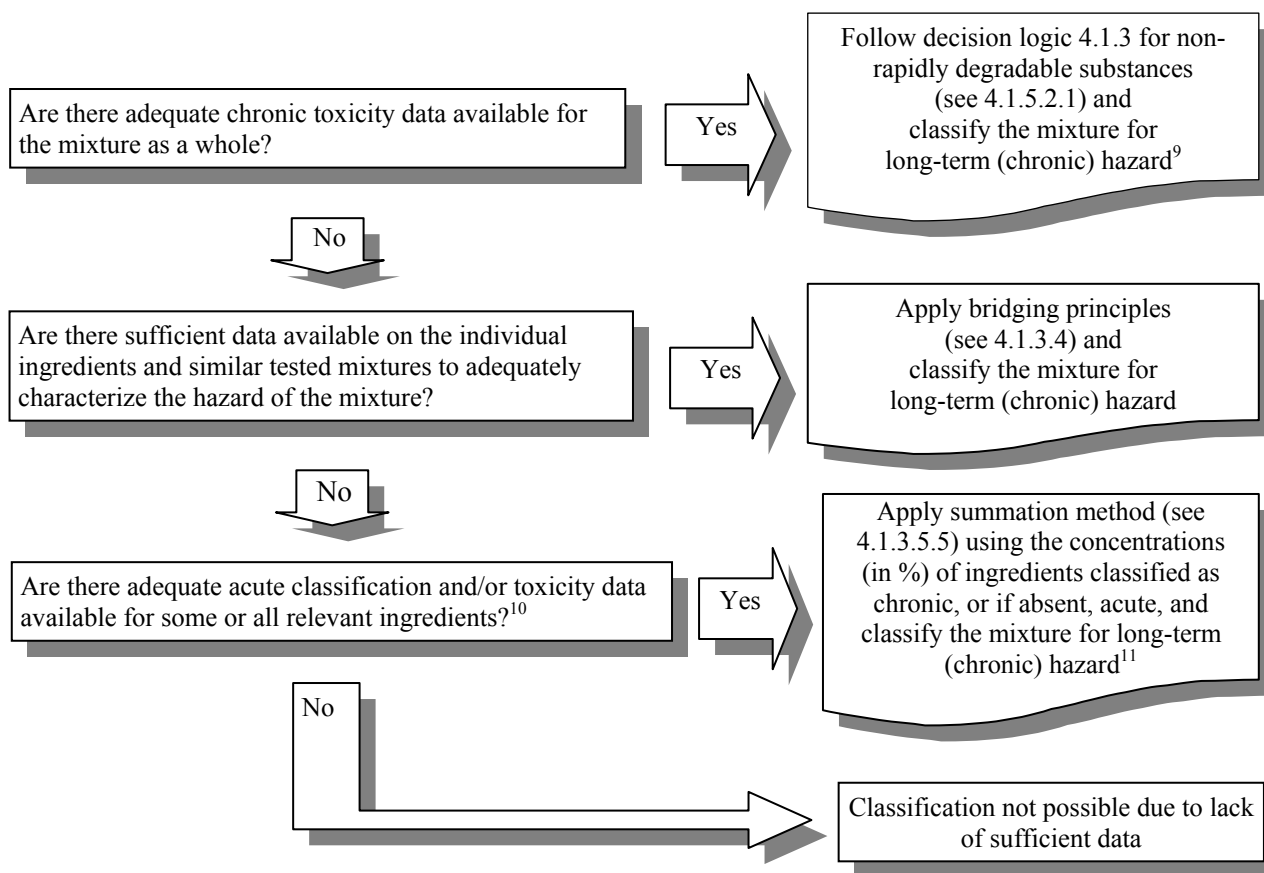 Are there adequate chronic toxicity data available for
the mixture as a whole?
Yes
Follow decision logic 4.1.3 for non-
rapidly degradable substances
(see 4.1.5.2.1) and
classify the mixture for
long-term (chronic) hazard9
No
Are there sufficient data available on the individual
ingredients and similar tested mixtures to adequately
characterize the hazard of the mixture?
Yes
Apply bridging principles
(see 4.1.3.4) and
classify the mixture for
long-term (chronic) hazard
No
Are there adequate acute classification and/or toxicity data
available for some or all relevant ingredients?10
Yes
Apply summation method (see
4.1.3.5.5) using the concentrations
(in %) of ingredients classified as
chronic, or if absent, acute, and
classify the mixture for long-term
(chronic) hazard11
No
Classification not possible due to lack
of sufficient data